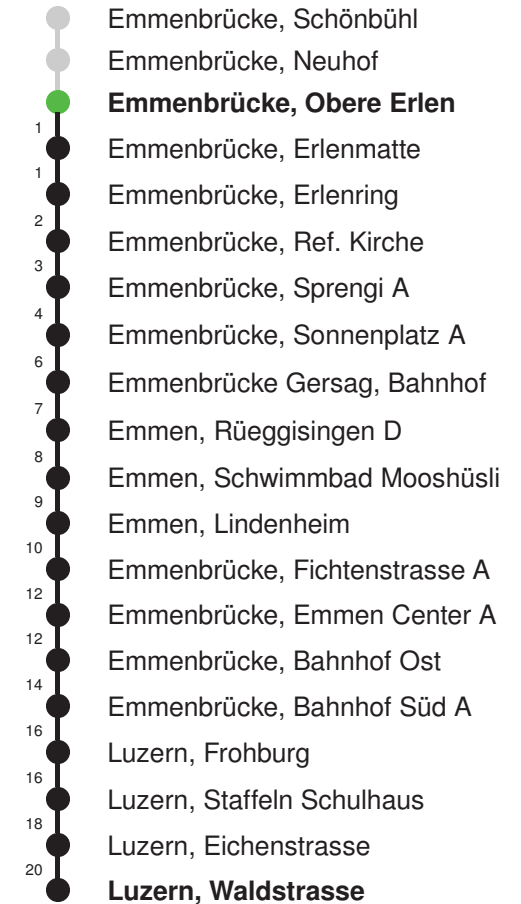 Emmenbrücke, Schönbühl
Emmenbrücke, Neuhof
Emmenbrücke, Obere Erlen
1 Emmenbrücke, Erlenmatte
1 Emmenbrücke, Erlenring
2 Emmenbrücke, Ref. Kirche
3 Emmenbrücke, Sprengi A
4 Emmenbrücke, Sonnenplatz A
6 Emmenbrücke Gersag, Bahnhof
7 Emmen, Rüeggisingen D
8 Emmen, Schwimmbad Mooshüsli
9 Emmen, Lindenheim
10 Emmenbrücke, Fichtenstrasse A
12 Emmenbrücke, Emmen Center A
12 Emmenbrücke, Bahnhof Ost
14 Emmenbrücke, Bahnhof Süd A
16 Luzern, Frohburg
16 Luzern, Staffeln Schulhaus
18 Luzern, Eichenstrasse
20 Luzern, Waldstrasse